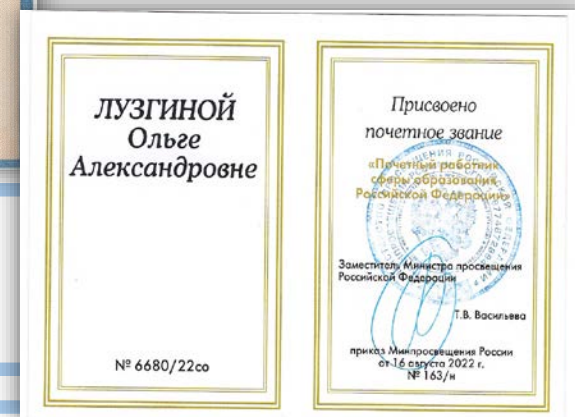 ЛУЗГИНОЙ
Ольге
Александровне
№ 6680/22со
Присвоено
почетное звание
«Почетный работник
сферы образования
Российской Федерации»
Заместитель Министра просвещения
Российской Федерации
Т.В. Васильева
приказ Минпросвещения России
от 16 августа 2022 г.
№ 163/н